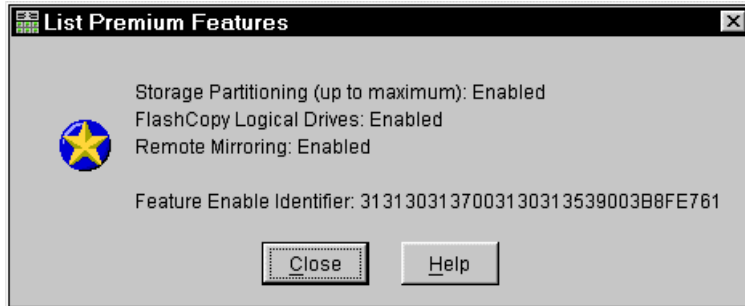 List Premium Features
Storage Partitioning (up to maximum): Enabled
FlashCopy Logical Drives: Enabled
Remote Mirroring: Enabled
Feature Enable Identifier: 3131303137003130313539003B8FE761
Close
Help